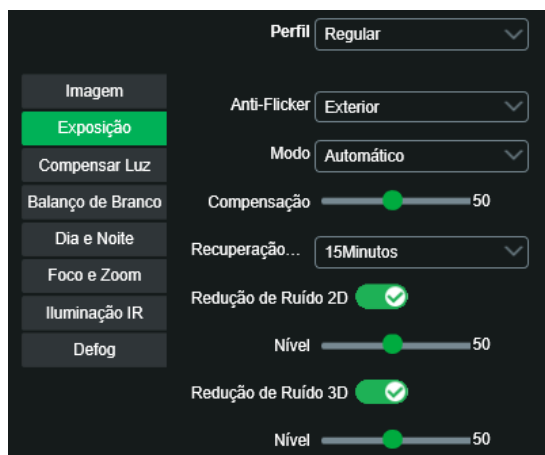 Perfil Regular
Imagem
Exposição
Compensar Luz
Balanço de Branco
Dia e Noite
Foco e Zoom
Iluminação IR
Defog
Anti-Flicker Exterior
Modo Automático
Compensação 50
Recuperação... 15Minutos
Redução de Ruído 2D
Nível 50
Redução de Ruído 3D
Nível 50